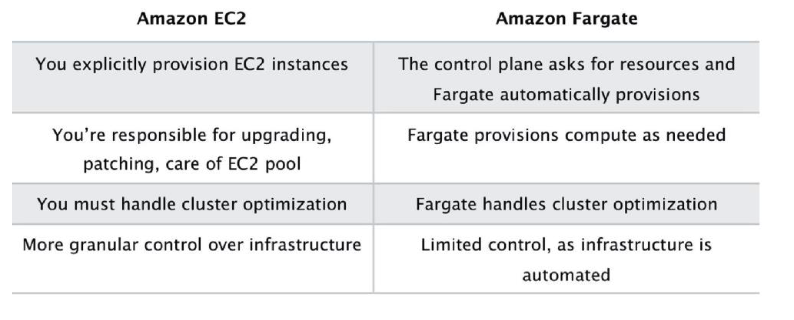 Amazon EC2
Amazon Fargate
You explicitly provision EC2 instances
The control plane asks for resources and
Fargate automatically provisions
You're responsible for upgrading,
patching, care of EC2 pool
Fargate provisions compute as needed
You must handle cluster optimization
Fargate handles cluster optimization
More granular control over infrastructure
Limited control, as infrastructure is
automated